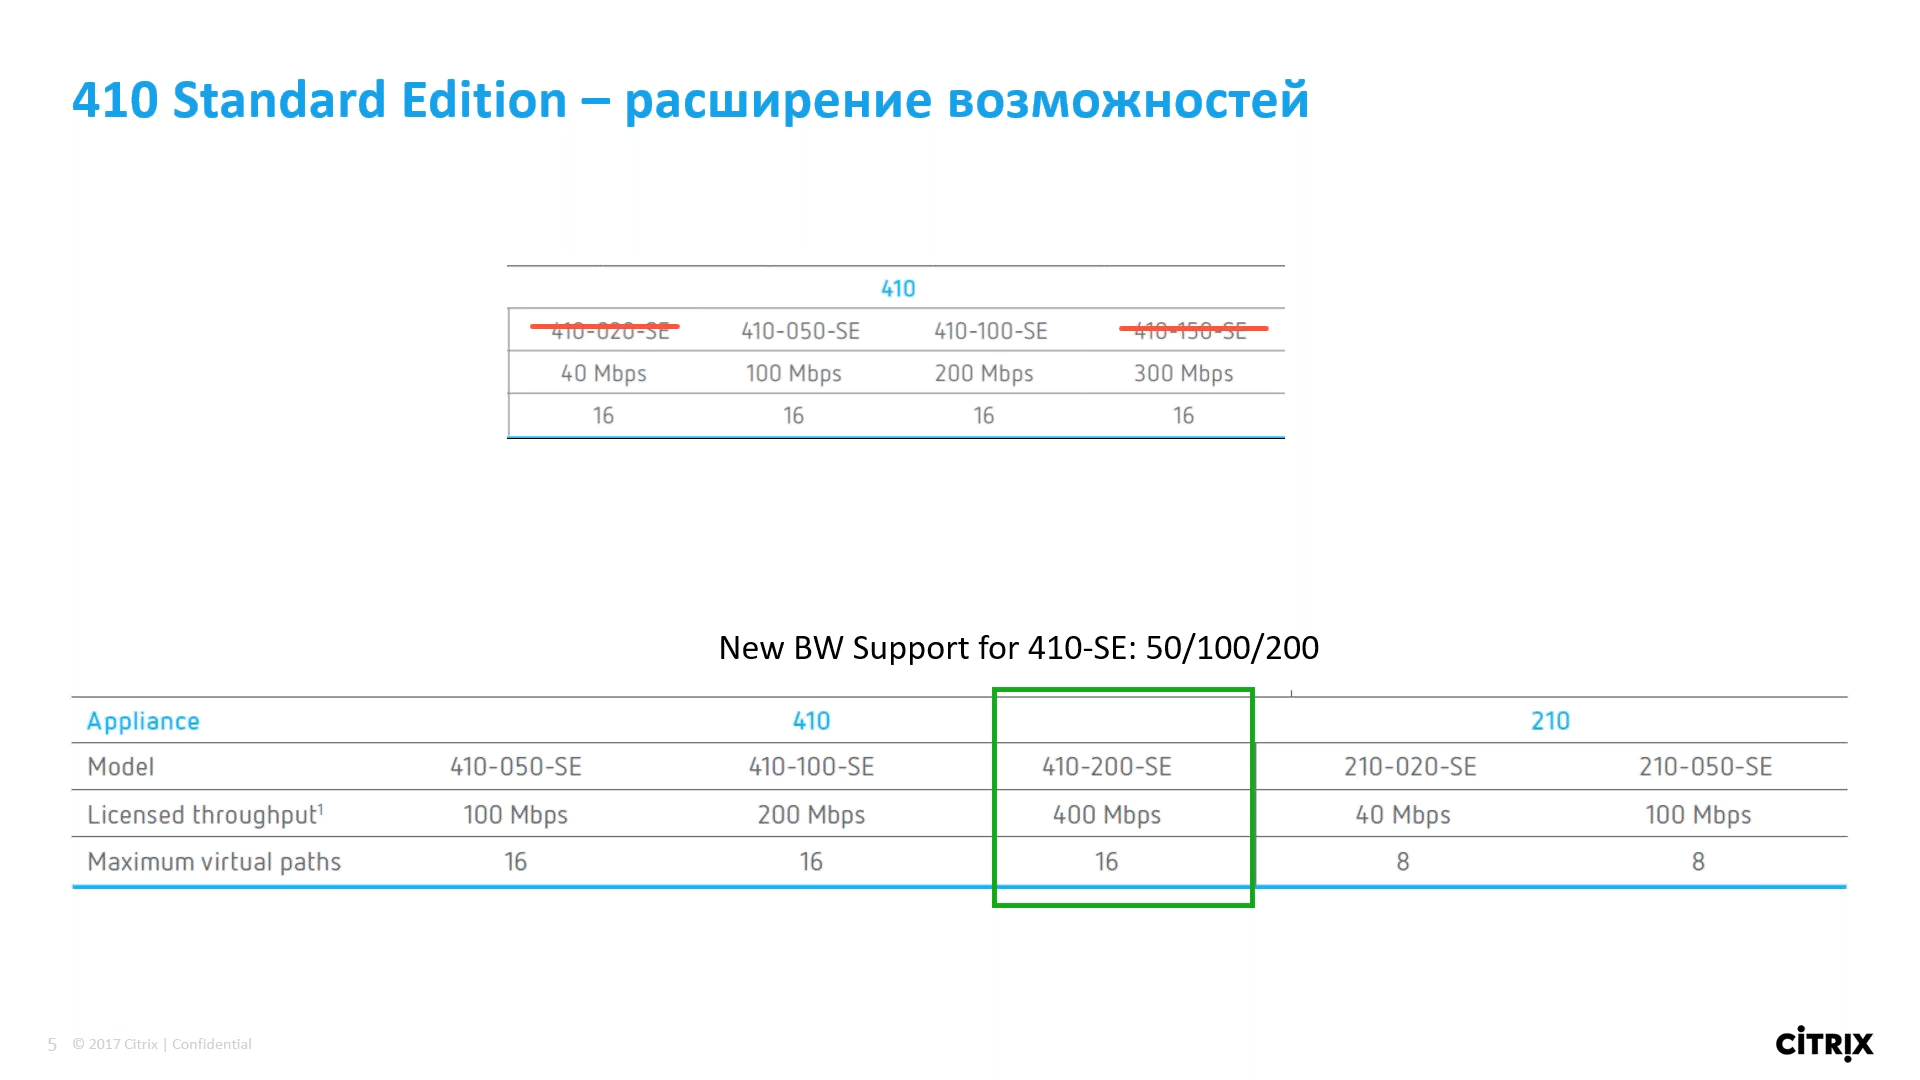 410 Standard Edition – расширение возможностей
410
410-020-SE 410-050-SE 410-100-SE 410-150-SE
40 Mbps 100 Mbps 200 Mbps 300 Mbps
16 16 16 16
New BW Support for 410-SE: 50/100/200
Appliance 410 210
Model 410-050-SE 410-100-SE 410-200-SE 210-020-SE 210-050-SE
Licensed throughput¹ 100 Mbps 200 Mbps 400 Mbps 40 Mbps 100 Mbps
Maximum virtual paths 16 16 16 8 8
5 © 2017 Citrix | Confidential
CITRIX